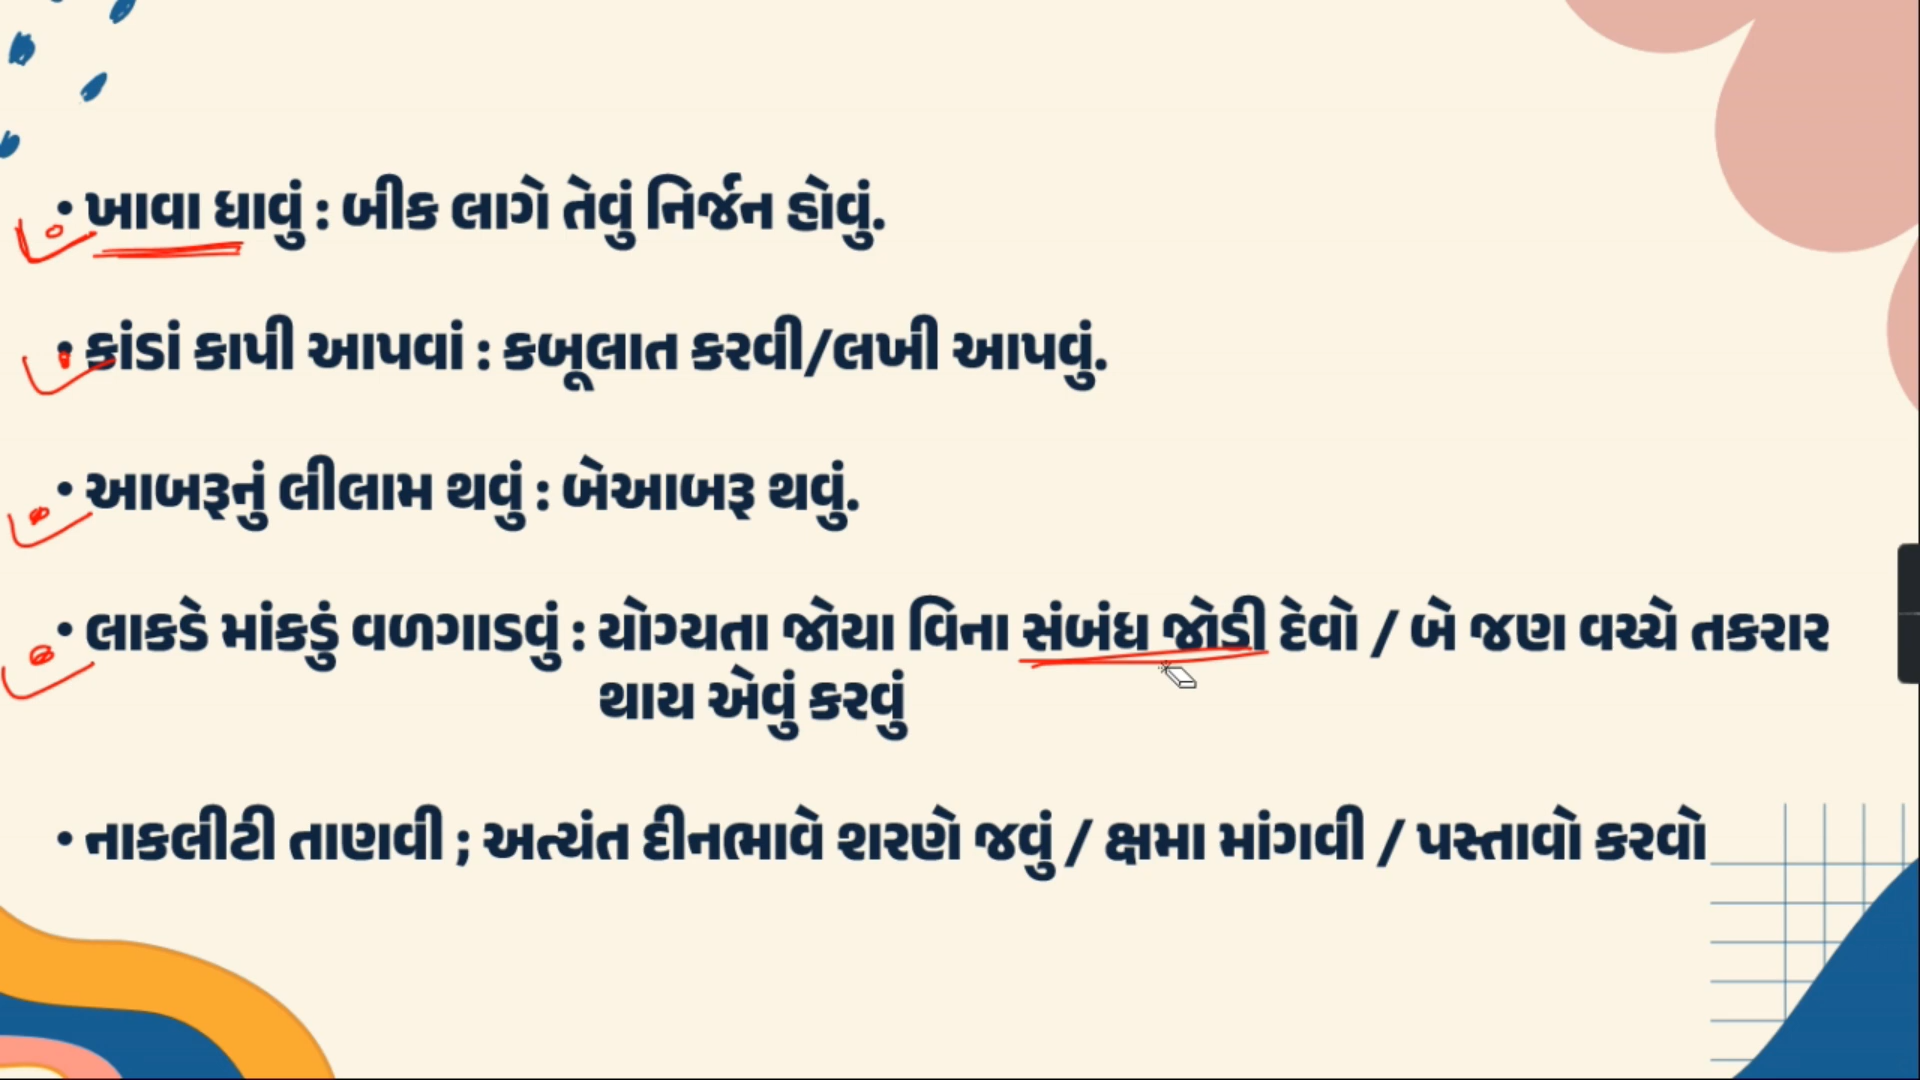 • ખાવા ધાવું : બીક લાગે તેવું નિર્જન હોવું.
• કાંડાં કાપી આપવાં : કબૂલાત કરવી/લખી આપવું.
• આબરૂનું લીલામ થવું : બેઆબરૂ થવું.
• લાકડે માંકડું વળગાડવું : યોગ્યતા જોયા વિના સંબંધ જોડી દેવો / બે જણ વચ્ચે તકરાર
થાય એવું કરવું
• નાકલીટી તાણવી ; અત્યંત દીનભાવે શરણે જવું / ક્ષમા માંગવી / પસ્તાવો કરવો